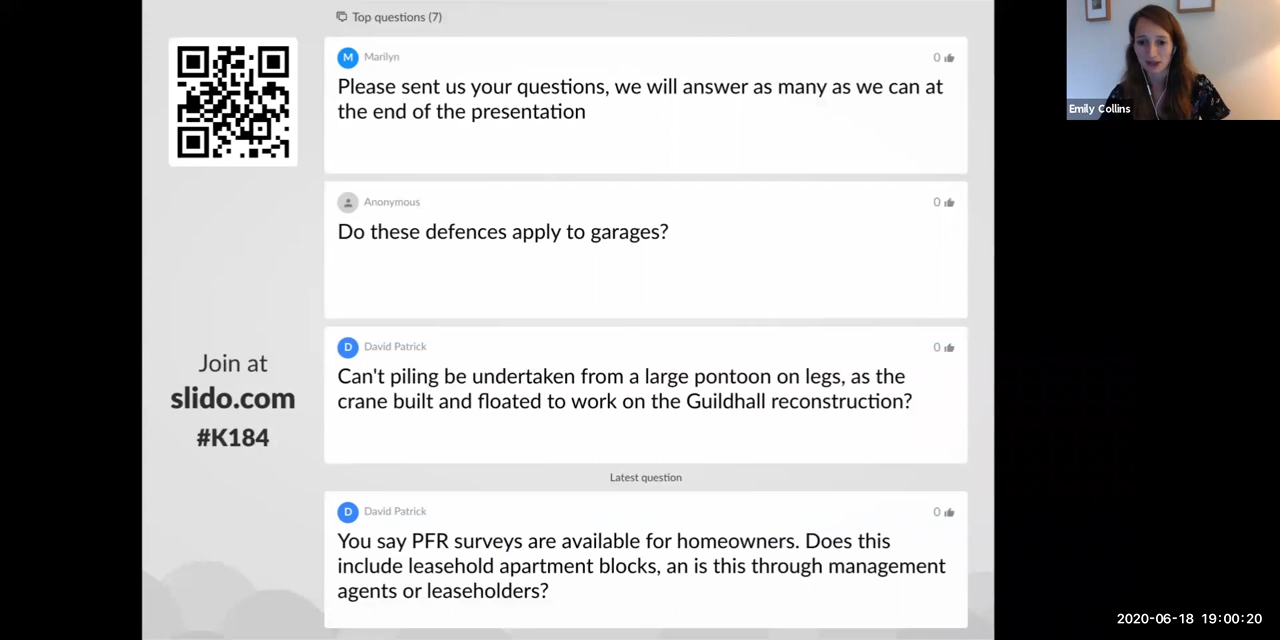 Top questions (7)
M Marilyn
0
Please sent us your questions, we will answer as many as we can at
the end of the presentation
Anonymous
0
Do these defences apply to garages?
D David Patrick
0
Can't piling be undertaken from a large pontoon on legs, as the
crane built and floated to work on the Guildhall reconstruction?
Latest question
D David Patrick
0
You say PFR surveys are available for homeowners. Does this
include leasehold apartment blocks, an is this through management
agents or leaseholders?
Join at
slido.com
#K184
Emily Collins
2020-06-18 19:00:20